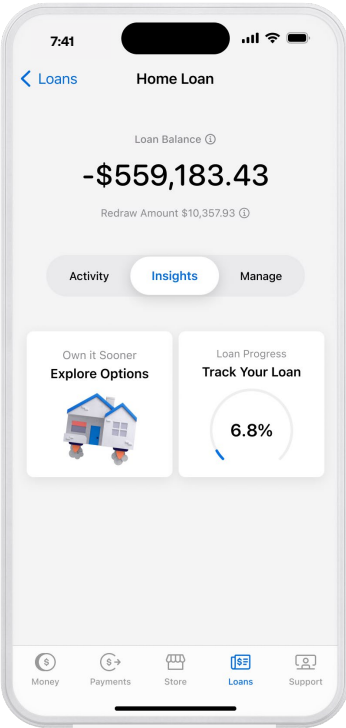 7:41
Loans
Home Loan
Loan Balance
-$559,183.43
Redraw Amount $10,357.93
Activity
Insights
Manage
Own it Sooner
Explore Options
Loan Progress
Track Your Loan
6.8%
Money
Payments
Store
Loans
Support